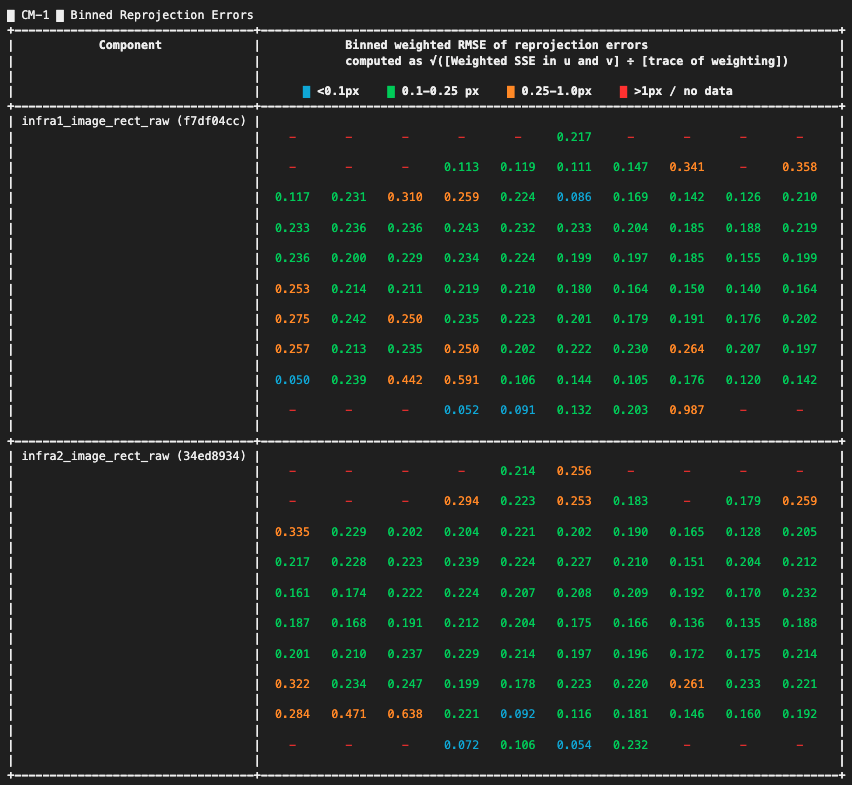 CM-1 Binned Reprojection Errors
Component Binned weighted RMSE of reprojection errors
computed as √([Weighted SSE in u and v] ÷ [trace of weighting])
<0.1px 0.1–0.25 px 0.25-1.0px >1px / no data
infra1_image_rect_raw (f7df04cc)
– – – – – 0.217 – – – –
– – – 0.113 0.119 0.111 0.147 0.341 – 0.358
0.117 0.231 0.310 0.259 0.224 0.086 0.169 0.142 0.126 0.210
0.233 0.236 0.236 0.243 0.232 0.233 0.204 0.185 0.188 0.219
0.236 0.200 0.229 0.234 0.224 0.199 0.197 0.185 0.155 0.199
0.253 0.214 0.211 0.219 0.210 0.180 0.164 0.150 0.140 0.164
0.275 0.242 0.250 0.235 0.223 0.201 0.179 0.191 0.176 0.202
0.257 0.213 0.235 0.250 0.202 0.222 0.230 0.264 0.207 0.197
0.050 0.239 0.442 0.591 0.106 0.144 0.105 0.176 0.120 0.142
– – – 0.052 0.091 0.132 0.203 0.987 – –
infra2_image_rect_raw (34ed8934)
– – – – 0.214 0.256 – – – –
– – – 0.294 0.223 0.253 0.183 – 0.179 0.259
0.335 0.229 0.202 0.204 0.221 0.202 0.190 0.165 0.128 0.205
0.217 0.228 0.223 0.239 0.224 0.227 0.210 0.151 0.204 0.212
0.161 0.174 0.222 0.224 0.207 0.208 0.209 0.192 0.170 0.232
0.187 0.168 0.191 0.212 0.204 0.175 0.166 0.136 0.135 0.188
0.201 0.210 0.237 0.229 0.214 0.197 0.196 0.172 0.175 0.214
0.322 0.234 0.247 0.199 0.178 0.223 0.220 0.261 0.233 0.221
0.284 0.471 0.638 0.221 0.092 0.116 0.181 0.146 0.160 0.192
– – – 0.072 0.106 0.054 0.232 – – –